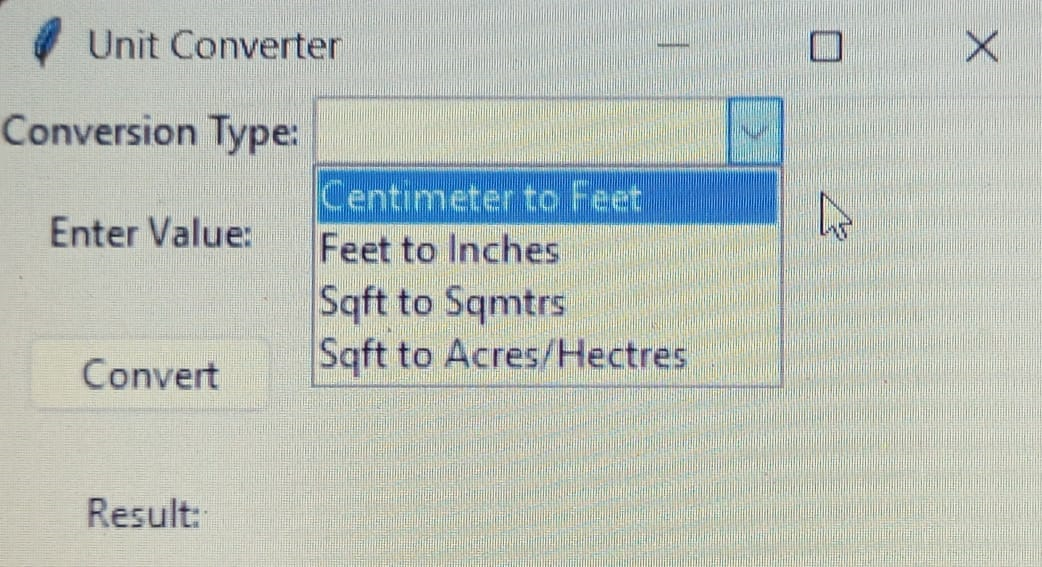 Unit Converter
Conversion Type:
Centimeter to Feet
Enter Value:
Feet to Inches
Sqft to Sqmtrs
Sqft to Acres/Hectres
Convert
Result: